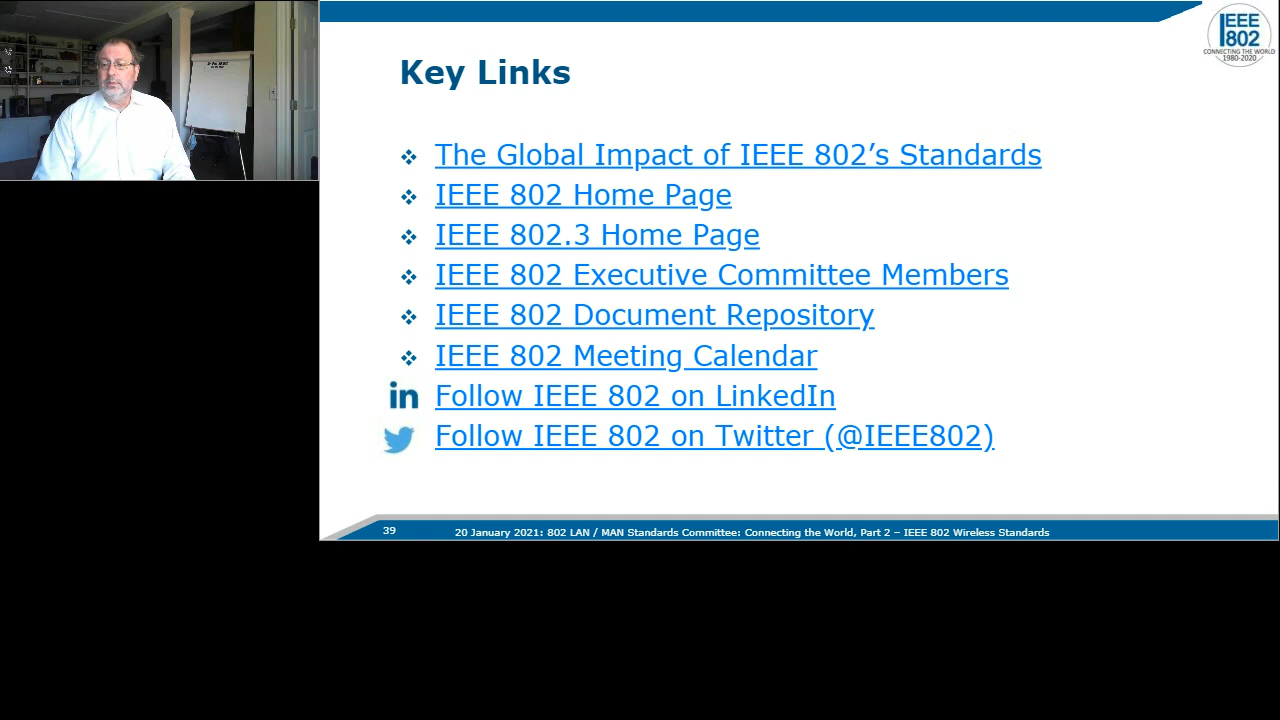 IEEE
802
CONNECTING THE WORLD
1980-2020
Key Links
The Global Impact of IEEE 802’s Standards
IEEE 802 Home Page
IEEE 802.3 Home Page
IEEE 802 Executive Committee Members
IEEE 802 Document Repository
IEEE 802 Meeting Calendar
in Follow IEEE 802 on LinkedIn
Follow IEEE 802 on Twitter (@IEEE802)
39 20 January 2021: 802 LAN / MAN Standards Committee: Connecting the World, Part 2 – IEEE 802 Wireless Standards